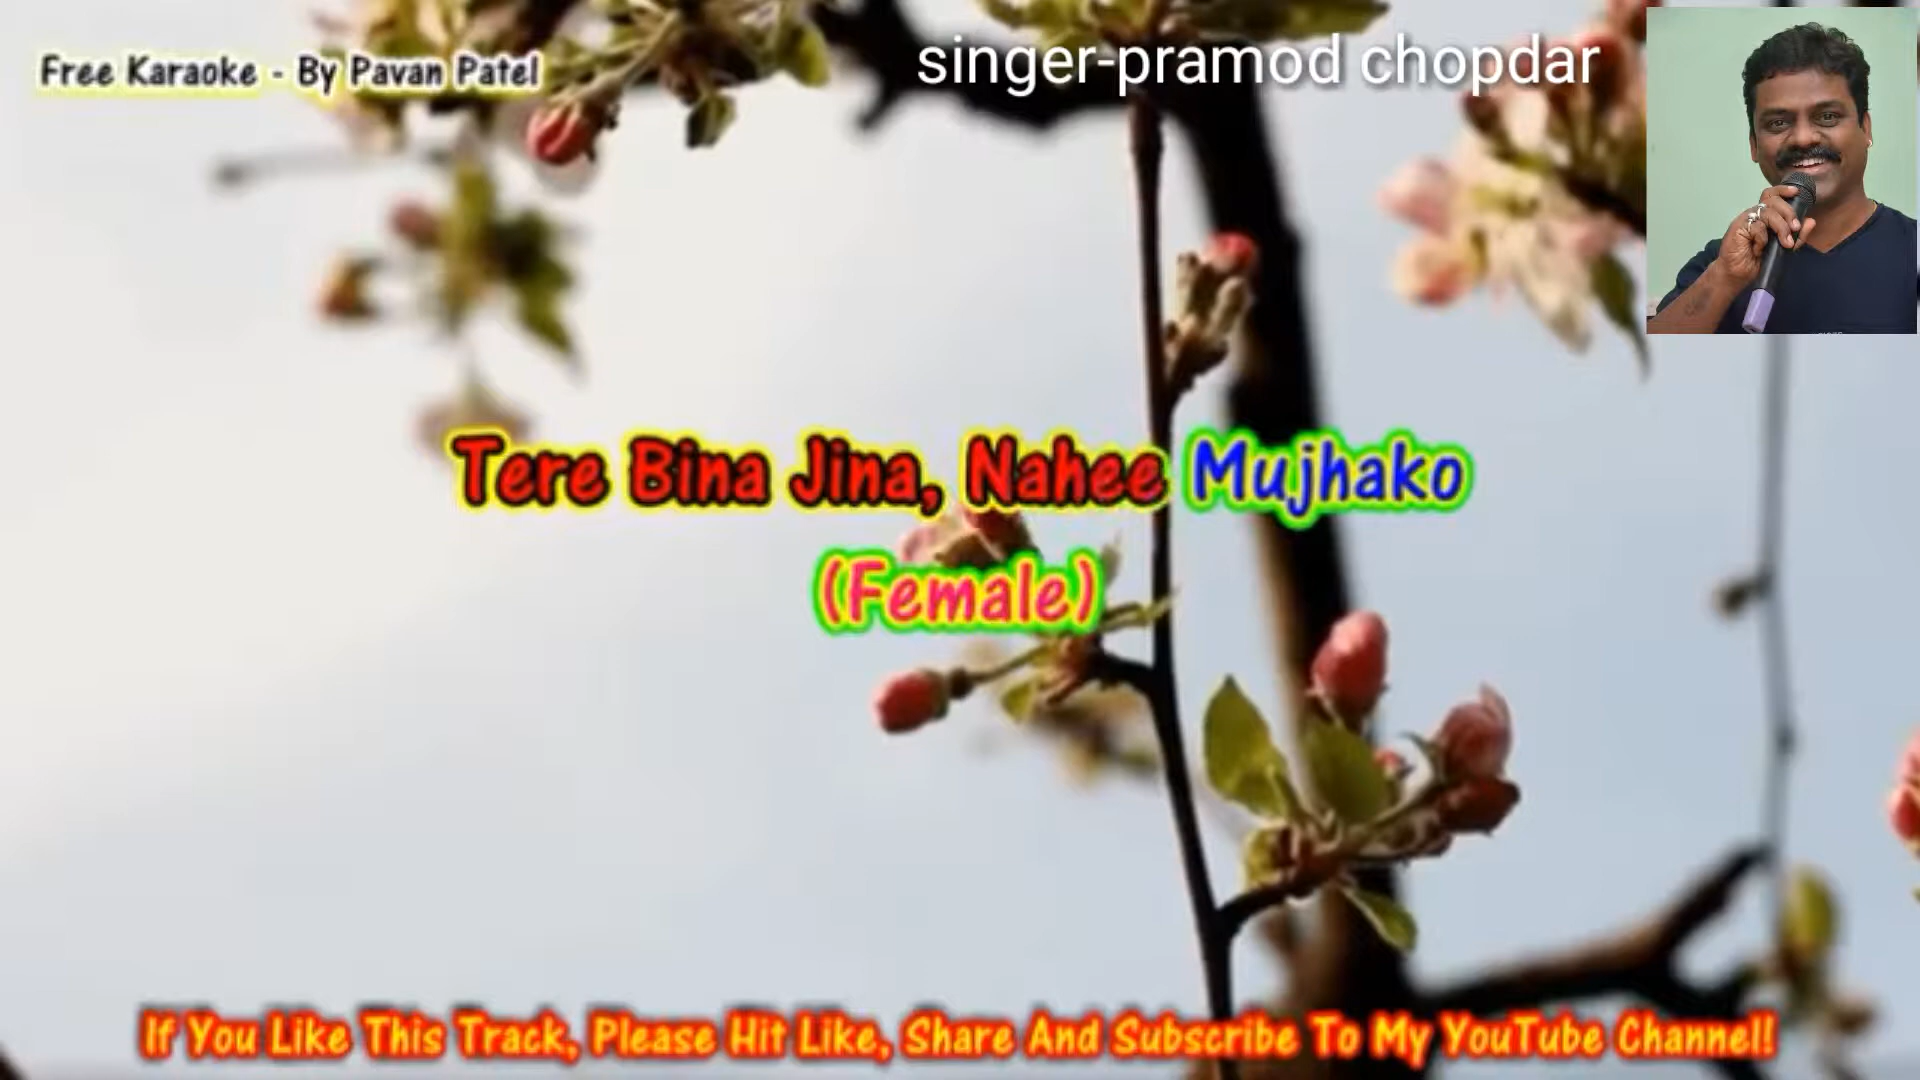 Free Karaoke - By Pavan Patel
singer-pramod chopdar
Tere Bina Jina, Nahee Mujhako
(Female)
If You Like This Track, Please Hit Like, Share And Subscribe To My YouTube Channel!